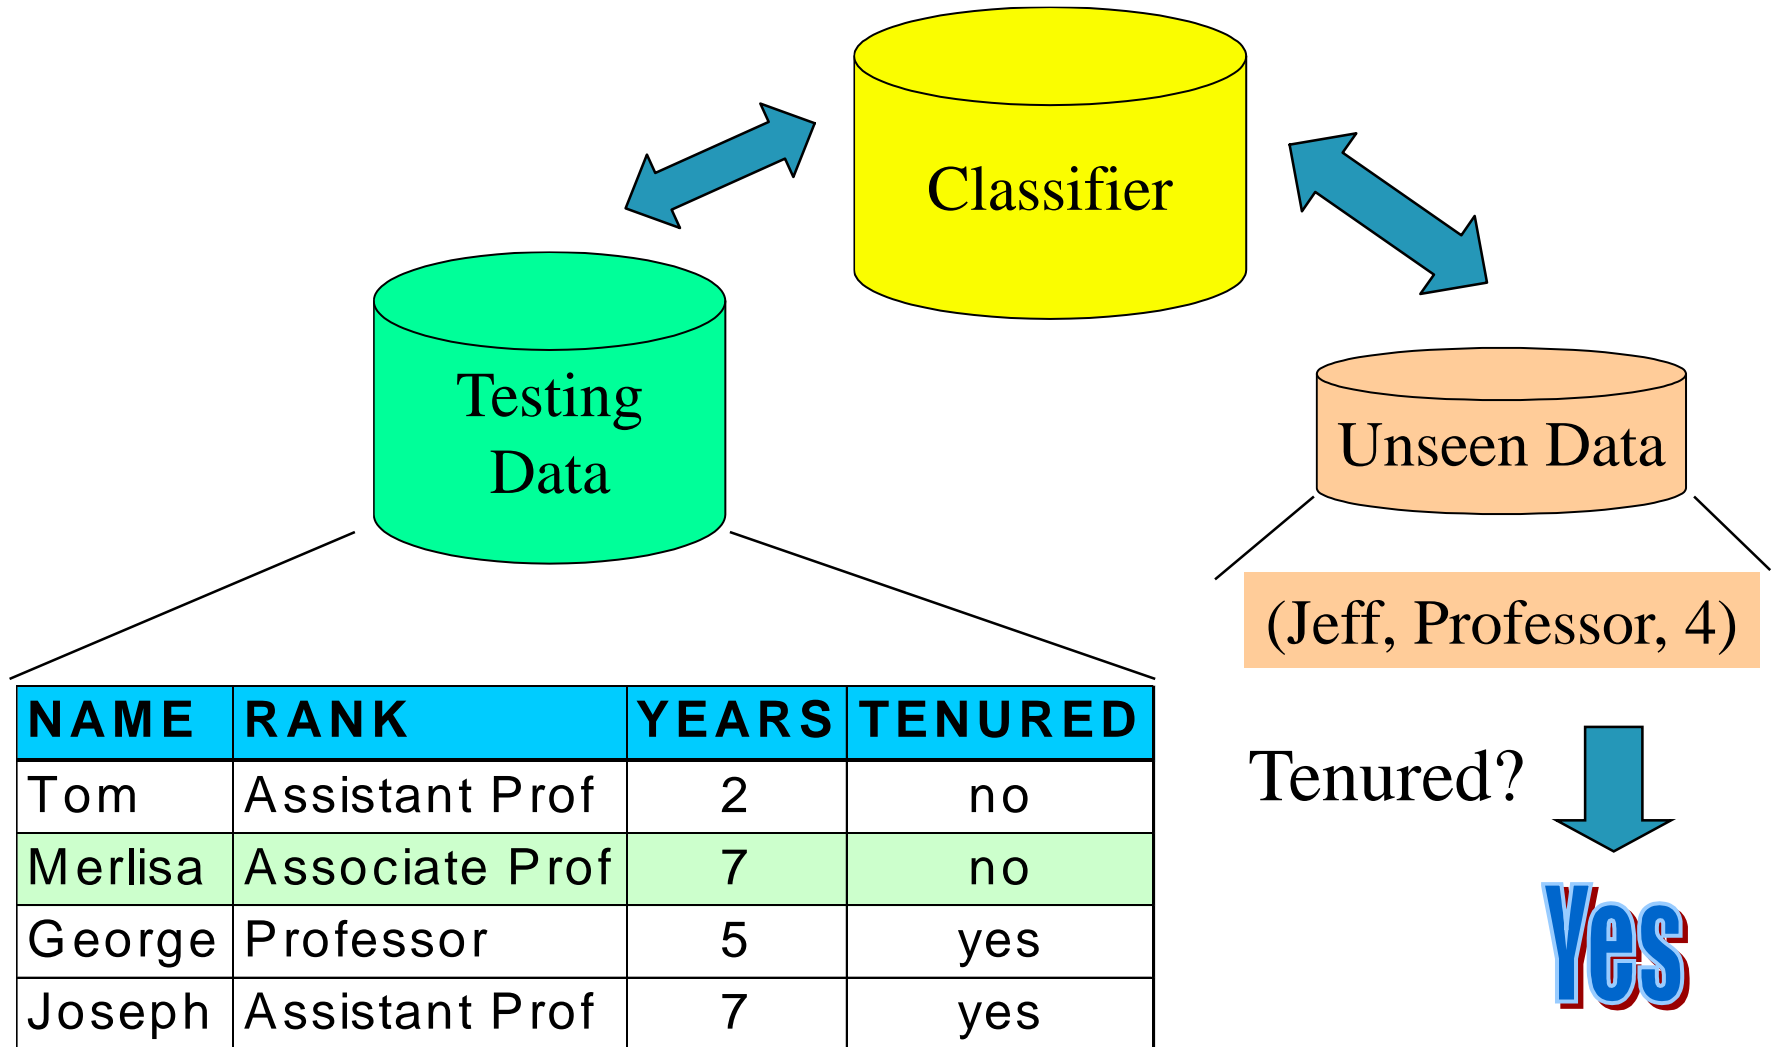 Classifier
Testing
Data
Unseen Data
(Jeff, Professor, 4)
NAME RANK YEARS TENURED
Tom Assistant Prof 2 no
Merlisa Associate Prof 7 no
George Professor 5 yes
Joseph Assistant Prof 7 yes
Tenured?
Yes